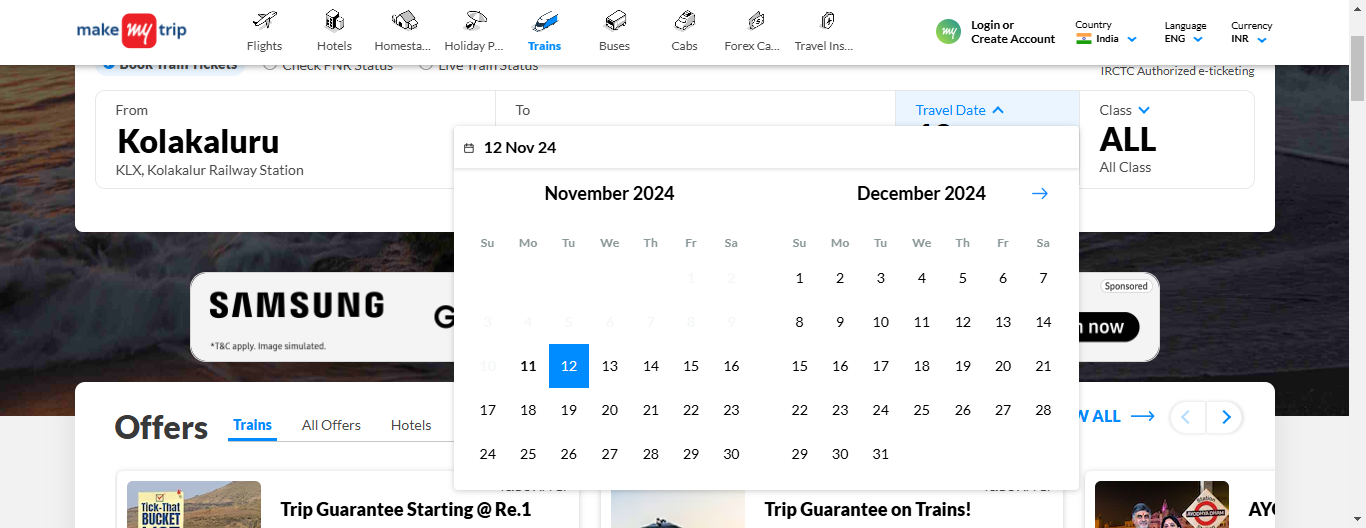 make my trip
Flights
Hotels
Homesta...
Holiday P...
Trains
Buses
Cabs
Forex Ca...
Travel Ins...
my
Login or
Create Account
Country
India
Language
ENG
Currency
INR
Book Train Tickets
Check PNR Status
Live Train Status
IRCTC Authorized e-ticketing
From
Kolakaluru
KLX, Kolakalur Railway Station
To
Travel Date
Class
ALL
All Class
12 Nov 24
November 2024
Su Mo Tu We Th Fr Sa
1 2
3 4 5 6 7 8 9
10 11 12 13 14 15 16
17 18 19 20 21 22 23
24 25 26 27 28 29 30
December 2024
Su Mo Tu We Th Fr Sa
1 2 3 4 5 6 7
8 9 10 11 12 13 14
15 16 17 18 19 20 21
22 23 24 25 26 27 28
29 30 31
SAMSUNG
G
*T&C apply. Image simulated.
Sponsored
now
Offers
Trains
All Offers
Hotels
ALL
TICK-THAT
BUCKET
Trip Guarantee Starting @ Re.1
Trip Guarantee on Trains!
Station
AYODHYA DHAM